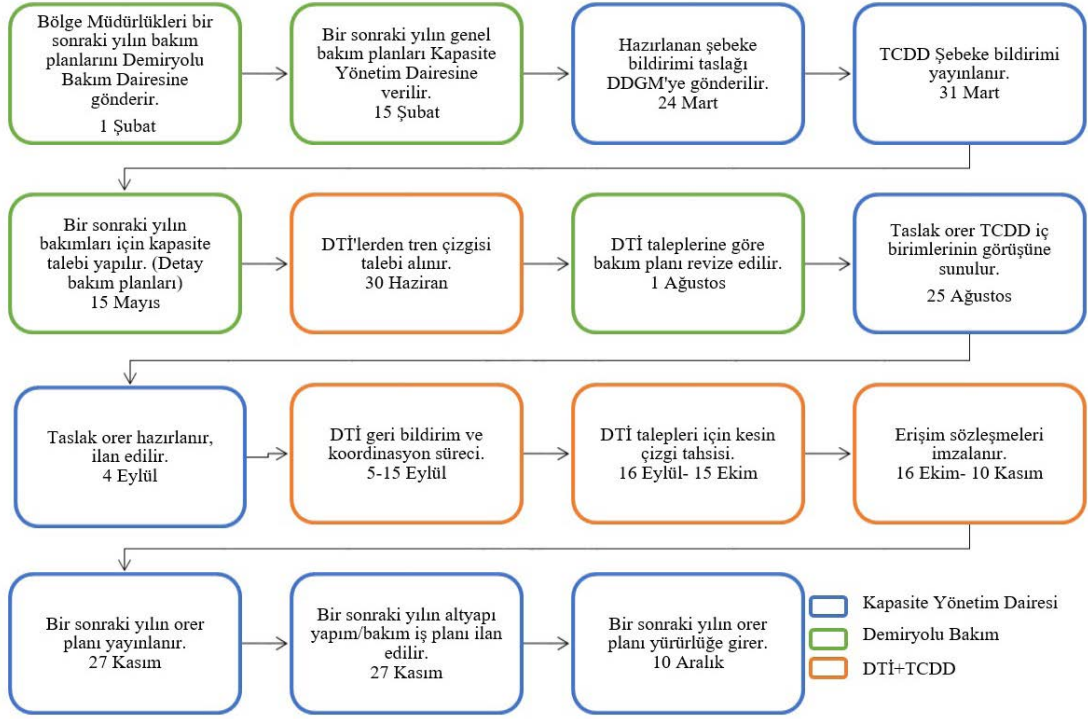 Bölge Müdürlükleri bir
sonraki yılın bakım
planlarını Demiryolu
Bakım Dairesine
gönderir.
1 Şubat
Bir sonraki yılın genel
bakım planları Kapasite
Yönetim Dairesine
verilir.
15 Şubat
Hazırlanan şebeke
bildirimi taslağı
DDGM'ye gönderilir.
24 Mart
TCDD Şebeke bildirimi
yayınlanır.
31 Mart
Bir sonraki yılın
bakımları için kapasite
talebi yapılır. (Detay
bakım planları)
15 Mayıs
DTİ'lerden tren çizgisi
talebi alınır.
30 Haziran
DTİ taleplerine göre
bakım planı revize edilir.
1 Ağustos
Taslak orer TCDD iç
birimlerinin görüşüne
sunulur.
25 Ağustos
Taslak orer hazırlanır,
ilan edilir.
4 Eylül
DTİ geri bildirim ve
koordinasyon süreci.
5-15 Eylül
DTİ talepleri için kesin
çizgi tahsisi.
16 Eylül- 15 Ekim
Erişim sözleşmeleri
imzalanır.
16 Ekim- 10 Kasım
Bir sonraki yılın orer
planı yayınlanır.
27 Kasım
Bir sonraki yılın altyapı
yapım/bakım iş planı ilan
edilir.
27 Kasım
Bir sonraki yılın orer
planı yürürlüğe girer.
10 Aralık
Kapasite Yönetim Dairesi
Demiryolu Bakım
DTİ+TCDD